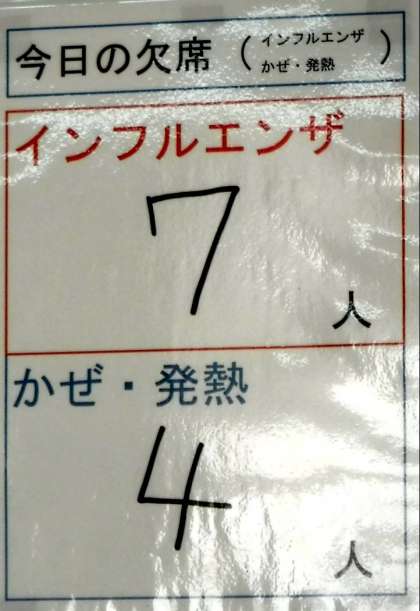 今日の欠席(インフルエンザ
かぜ・発熱)
インフルエンザ
7
人
かぜ・発熱
4
人